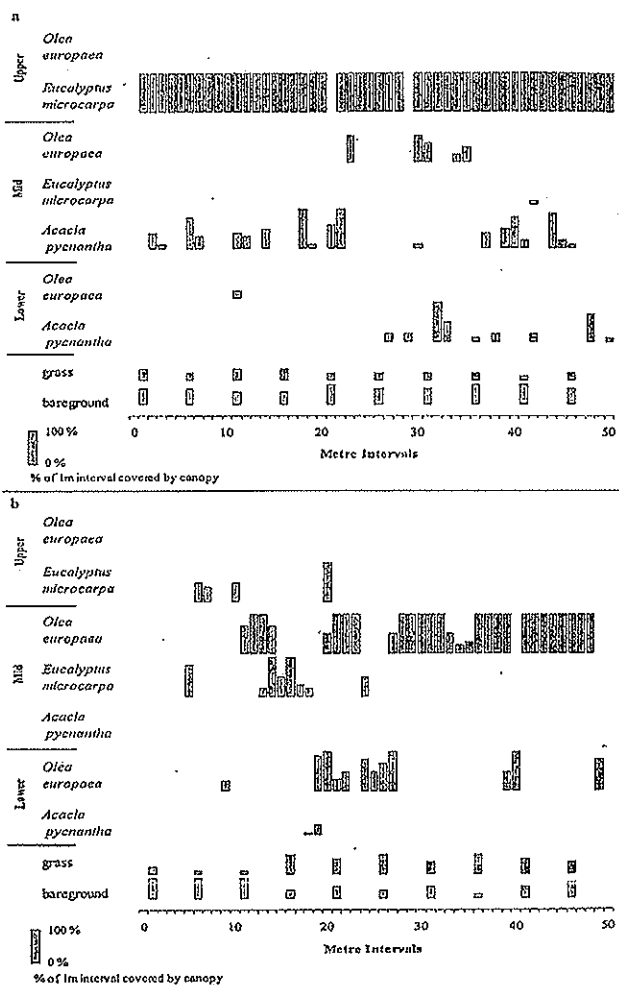 a
Upper
Olea
europaea
Eucalyptus
microcarpa
Mid
Olea
europaea
Eucalyptus
microcarpa
Acacia
pycnantha
Lower
Olea
europaea
Acacia
pycnantha
grass
bareground
0 10 20 30 40 50
Metre Intervals
100 %
0 %
% of 1m interval covered by canopy
b
Upper
Olea
europaea
Eucalyptus
microcarpa
Mid
Olea
europaea
Eucalyptus
microcarpa
Acacia
pycnantha
Lower
Olea
europaea
Acacia
pycnantha
grass
bareground
0 10 20 30 40 50
Metre Intervals
100 %
0 %
% of 1m interval covered by canopy